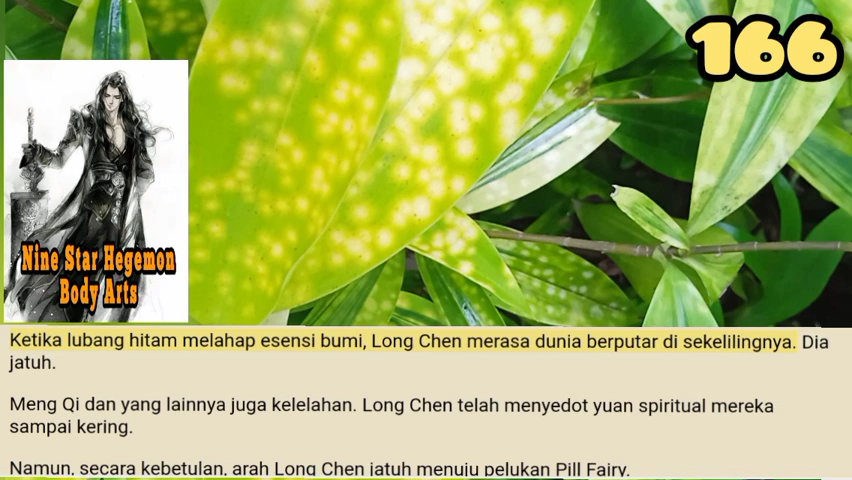 166
Nine Star Hegemon
Body Arts
Ketika lubang hitam melahap esensi bumi, Long Chen merasa dunia berputar di sekelilingnya. Dia
jatuh.
Meng Qi dan yang lainnya juga kelelahan. Long Chen telah menyedot yuan spiritual mereka
sampai kering.
Namun, secara kebetulan, arah Long Chen jatuh menuju pelukan Pill Fairy.